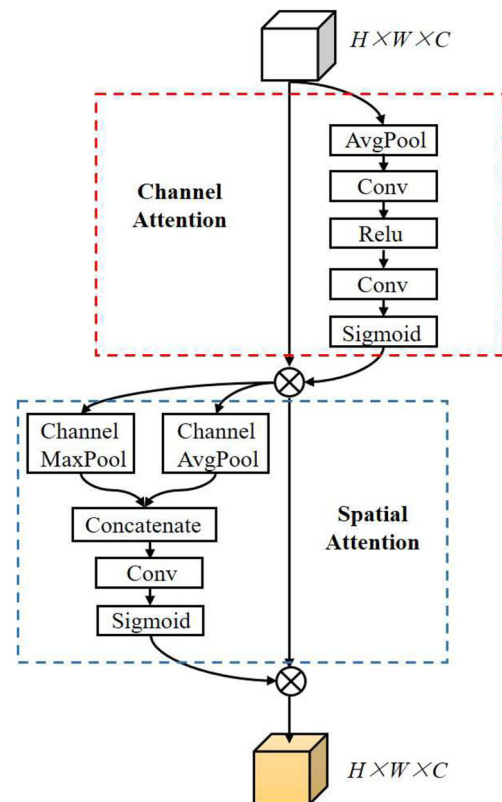 H×W×C
AvgPool
Conv
Channel
Attention
Relu
Conv
Sigmoid
Channel
MaxPool
Channel
AvgPool
Concatenate
Spatial
Attention
Conv
Sigmoid
H×W×C